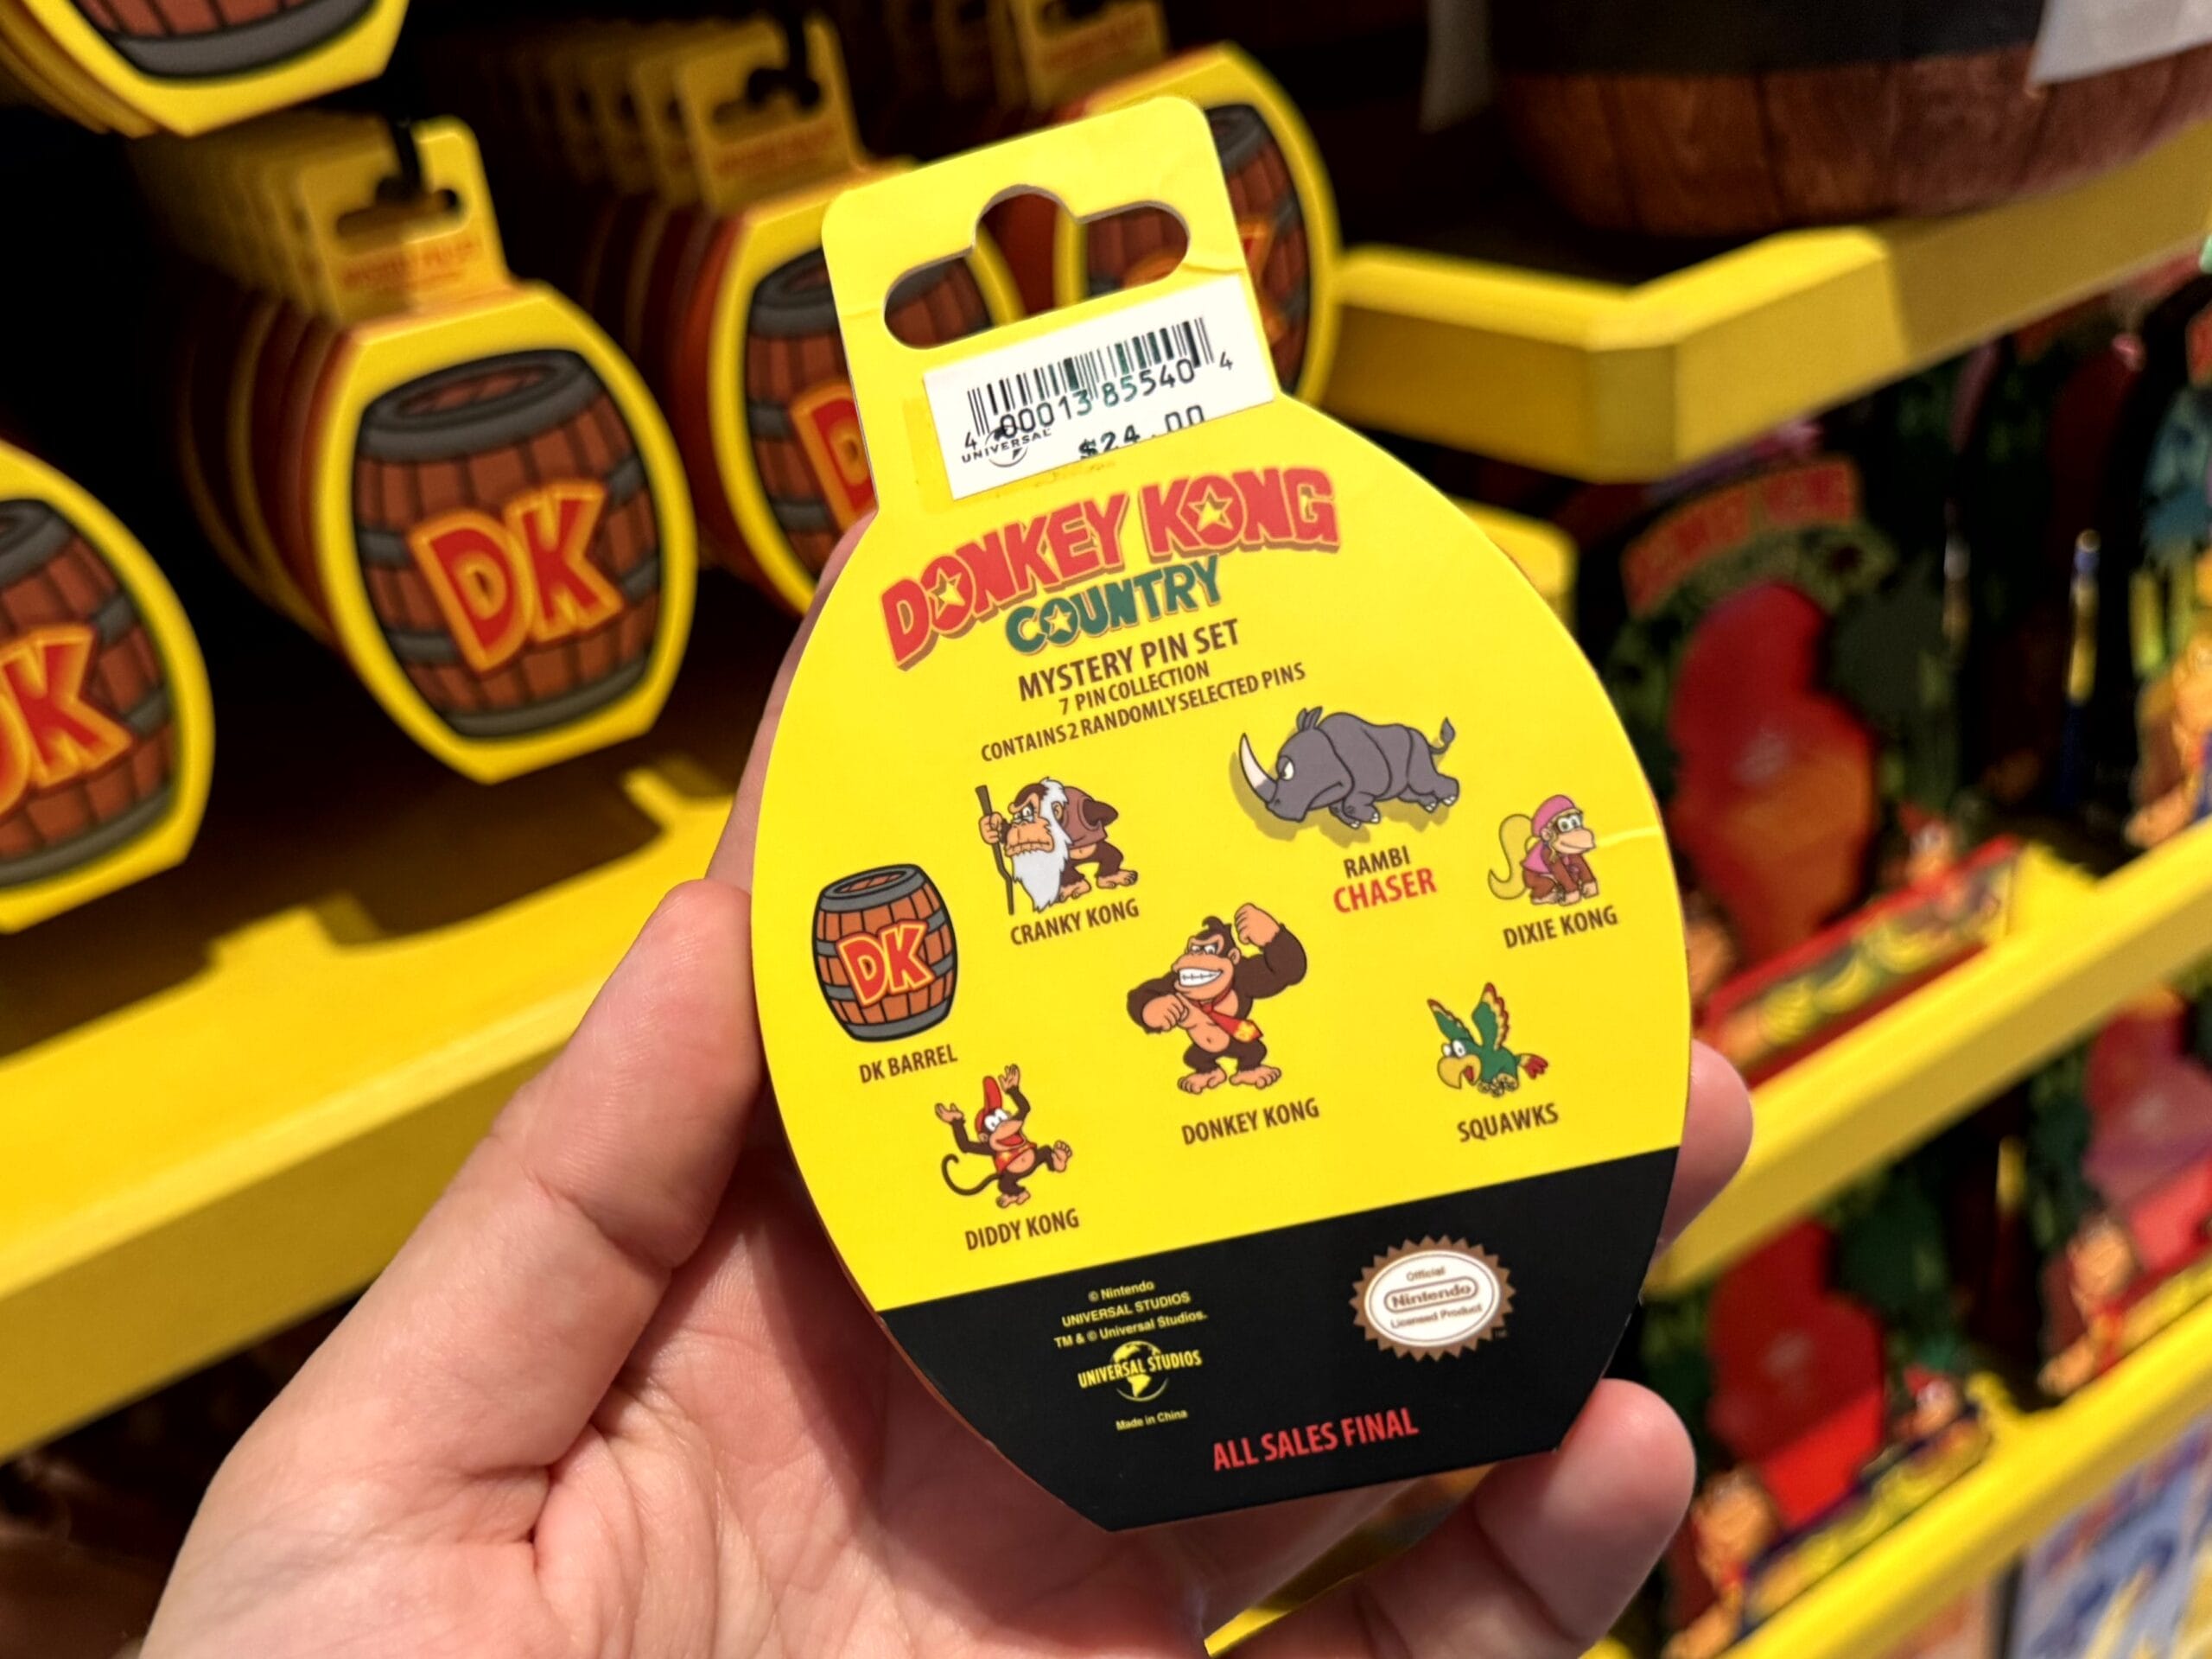 4 00013 85540 4
UNIVERSAL
$24.00
DONKEY KONG
COUNTRY
MYSTERY PIN SET
7 PIN COLLECTION
CONTAINS 2 RANDOMLY SELECTED PINS
CRANKY KONG
RAMBI
CHASER
DIXIE KONG
DK
DK BARREL
DONKEY KONG
SQUAWKS
DIDDY KONG
© Nintendo
UNIVERSAL STUDIOS
TM & © Universal Studios.
UNIVERSAL STUDIOS
Made in China
Official
Nintendo
Licensed Product
TM
ALL SALES FINAL
DK
DK